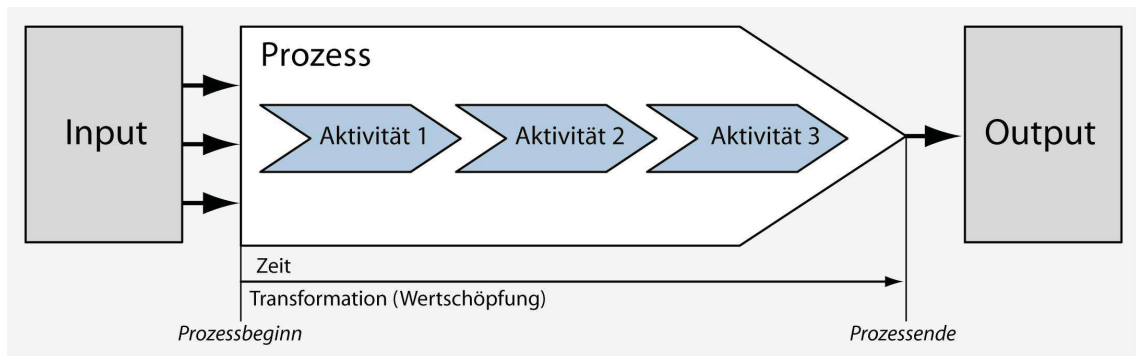 Input
Prozess
Aktivität 1
Aktivität 2
Aktivität 3
Output
Zeit
Transformation (Wertschöpfung)
Prozessbeginn
Prozessende